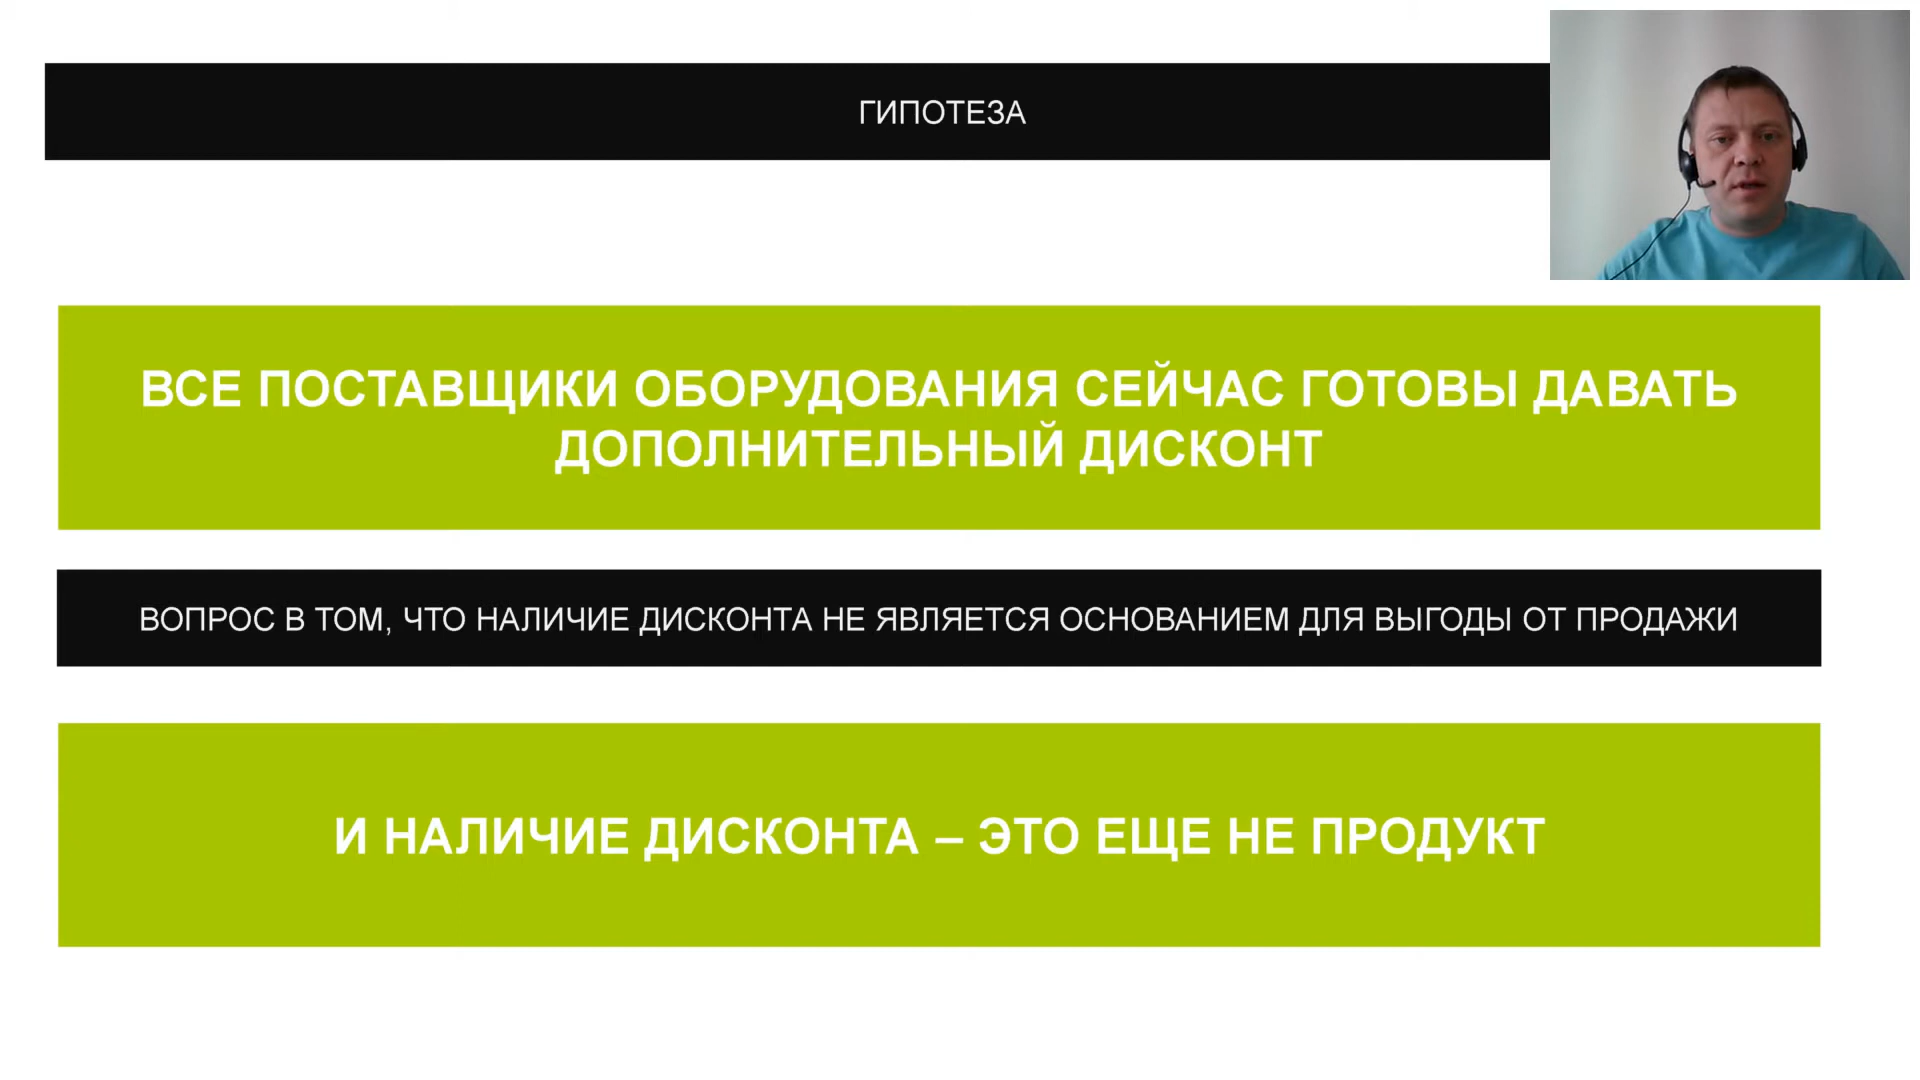 ГИПОТЕЗА
ВСЕ ПОСТАВЩИКИ ОБОРУДОВАНИЯ СЕЙЧАС ГОТОВЫ ДАВАТЬ
ДОПОЛНИТЕЛЬНЫЙ ДИСКОНТ
ВОПРОС В ТОМ, ЧТО НАЛИЧИЕ ДИСКОНТА НЕ ЯВЛЯЕТСЯ ОСНОВАНИЕМ ДЛЯ ВЫГОДЫ ОТ ПРОДАЖИ
И НАЛИЧИЕ ДИСКОНТА – ЭТО ЕЩЕ НЕ ПРОДУКТ